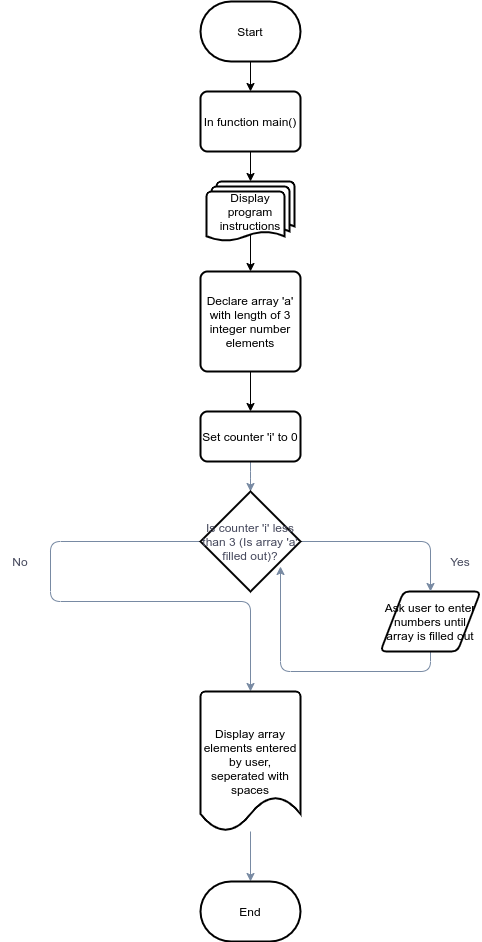 Start
In function main()
Display
program
instructions
Declare array 'a'
with length of 3
integer number
elements
Set counter 'i' to 0
Is counter 'i' less
than 3 (Is array 'a'
filled out)?
No
Yes
Ask user to enter
numbers until
array is filled out
Display array
elements entered
by user,
seperated with
spaces
End